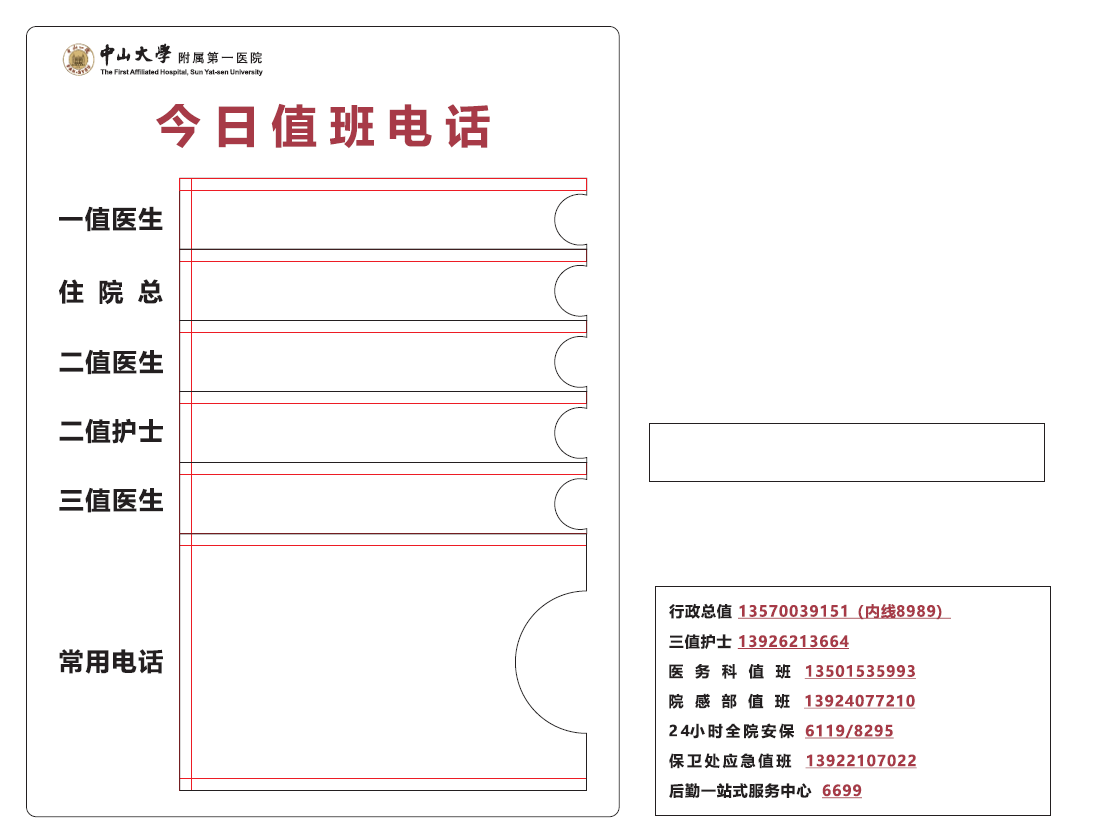 中山大學 附属第一医院
The First Affiliated Hospital, Sun Yat-sen University
今日值班电话
一值医生
住院总
二值医生
二值护士
三值医生
常用电话
行政总值 13570039151（内线8989）
三值护士 13926213664
医务科值班 13501535993
院感部值班 13924077210
24小时全院安保 6119/8295
保卫处应急值班 13922107022
后勤一站式服务中心 6699